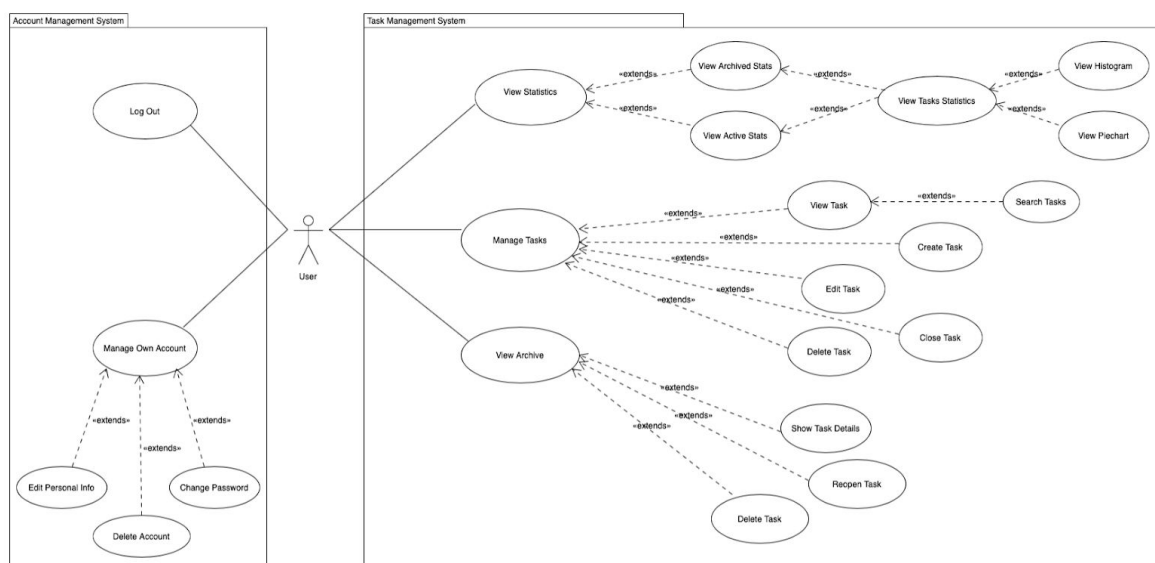 Account Management System
Task Management System
Log Out
Manage Own Account
«extends»
«extends»
«extends»
Edit Personal Info
Change Password
Delete Account
User
View Statistics
«extends»
«extends»
View Archived Stats
View Active Stats
«extends»
«extends»
View Tasks Statistics
«extends»
«extends»
View Histogram
View Piechart
Manage Tasks
«extends»
View Task
«extends»
Search Tasks
«extends»
Create Task
«extends»
Edit Task
«extends»
Close Task
«extends»
Delete Task
View Archive
«extends»
Show Task Details
«extends»
Reopen Task
«extends»
Delete Task